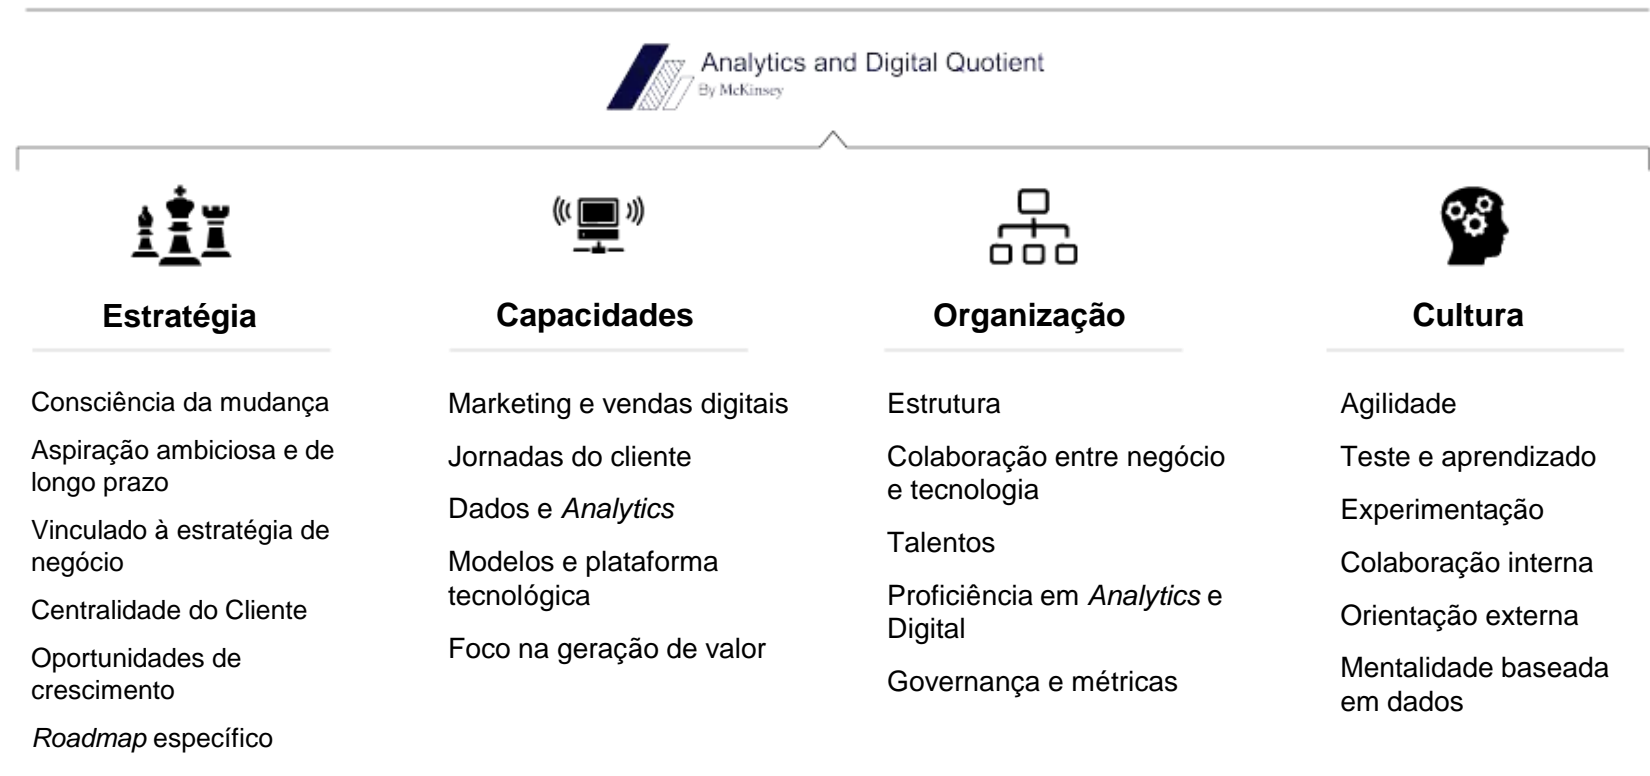 Analytics and Digital Quotient
By McKinsey
Estratégia
Consciência da mudança
Aspiração ambiciosa e de
longo prazo
Vinculado à estratégia de
negócio
Centralidade do Cliente
Oportunidades de
crescimento
Roadmap específico
Capacidades
Marketing e vendas digitais
Jornadas do cliente
Dados e Analytics
Modelos e plataforma
tecnológica
Foco na geração de valor
Organização
Estrutura
Colaboração entre negócio
e tecnologia
Talentos
Proficiência em Analytics e
Digital
Governança e métricas
Cultura
Agilidade
Teste e aprendizado
Experimentação
Colaboração interna
Orientação externa
Mentalidade baseada
em dados